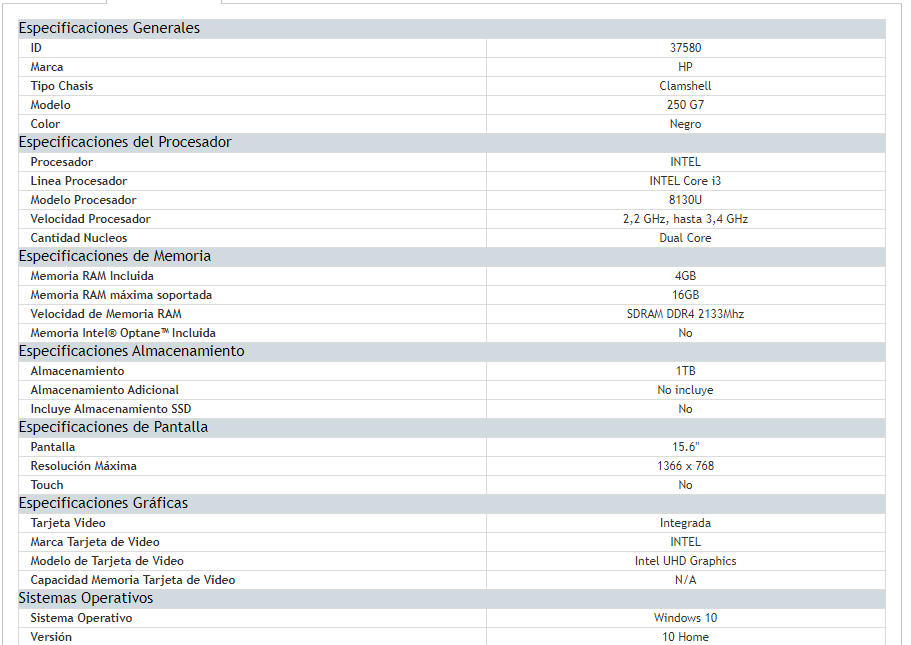 Especificaciones Generales
ID 37580
Marca HP
Tipo Chasis Clamshell
Modelo 250 G7
Color Negro
Especificaciones del Procesador
Procesador INTEL
Linea Procesador INTEL Core i3
Modelo Procesador 8130U
Velocidad Procesador 2,2 GHz, hasta 3,4 GHz
Cantidad Nucleos Dual Core
Especificaciones de Memoria
Memoria RAM Incluida 4GB
Memoria RAM máxima soportada 16GB
Velocidad de Memoria RAM SDRAM DDR4 2133Mhz
Memoria Intel® Optane™ Incluida No
Especificaciones Almacenamiento
Almacenamiento 1TB
Almacenamiento Adicional No incluye
Incluye Almacenamiento SSD No
Especificaciones de Pantalla
Pantalla 15.6"
Resolución Máxima 1366 x 768
Touch No
Especificaciones Gráficas
Tarjeta Video Integrada
Marca Tarjeta de Video INTEL
Modelo de Tarjeta de Video Intel UHD Graphics
Capacidad Memoria Tarjeta de Video N/A
Sistemas Operativos
Sistema Operativo Windows 10
Versión 10 Home